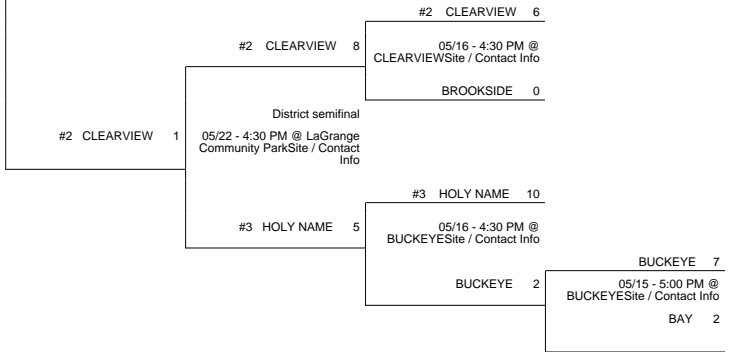 #2 CLEARVIEW 6
#2 CLEARVIEW 8
05/16 - 4:30 PM @
CLEARVIEWSite / Contact Info
BROOKSIDE 0
District semifinal
#2 CLEARVIEW 1
05/22 - 4:30 PM @ LaGrange
Community ParkSite / Contact
Info
#3 HOLY NAME 10
#3 HOLY NAME 5
05/16 - 4:30 PM @
BUCKEYESite / Contact Info
BUCKEYE 7
BUCKEYE 2
05/15 - 5:00 PM @
BUCKEYESite / Contact Info
BAY 2